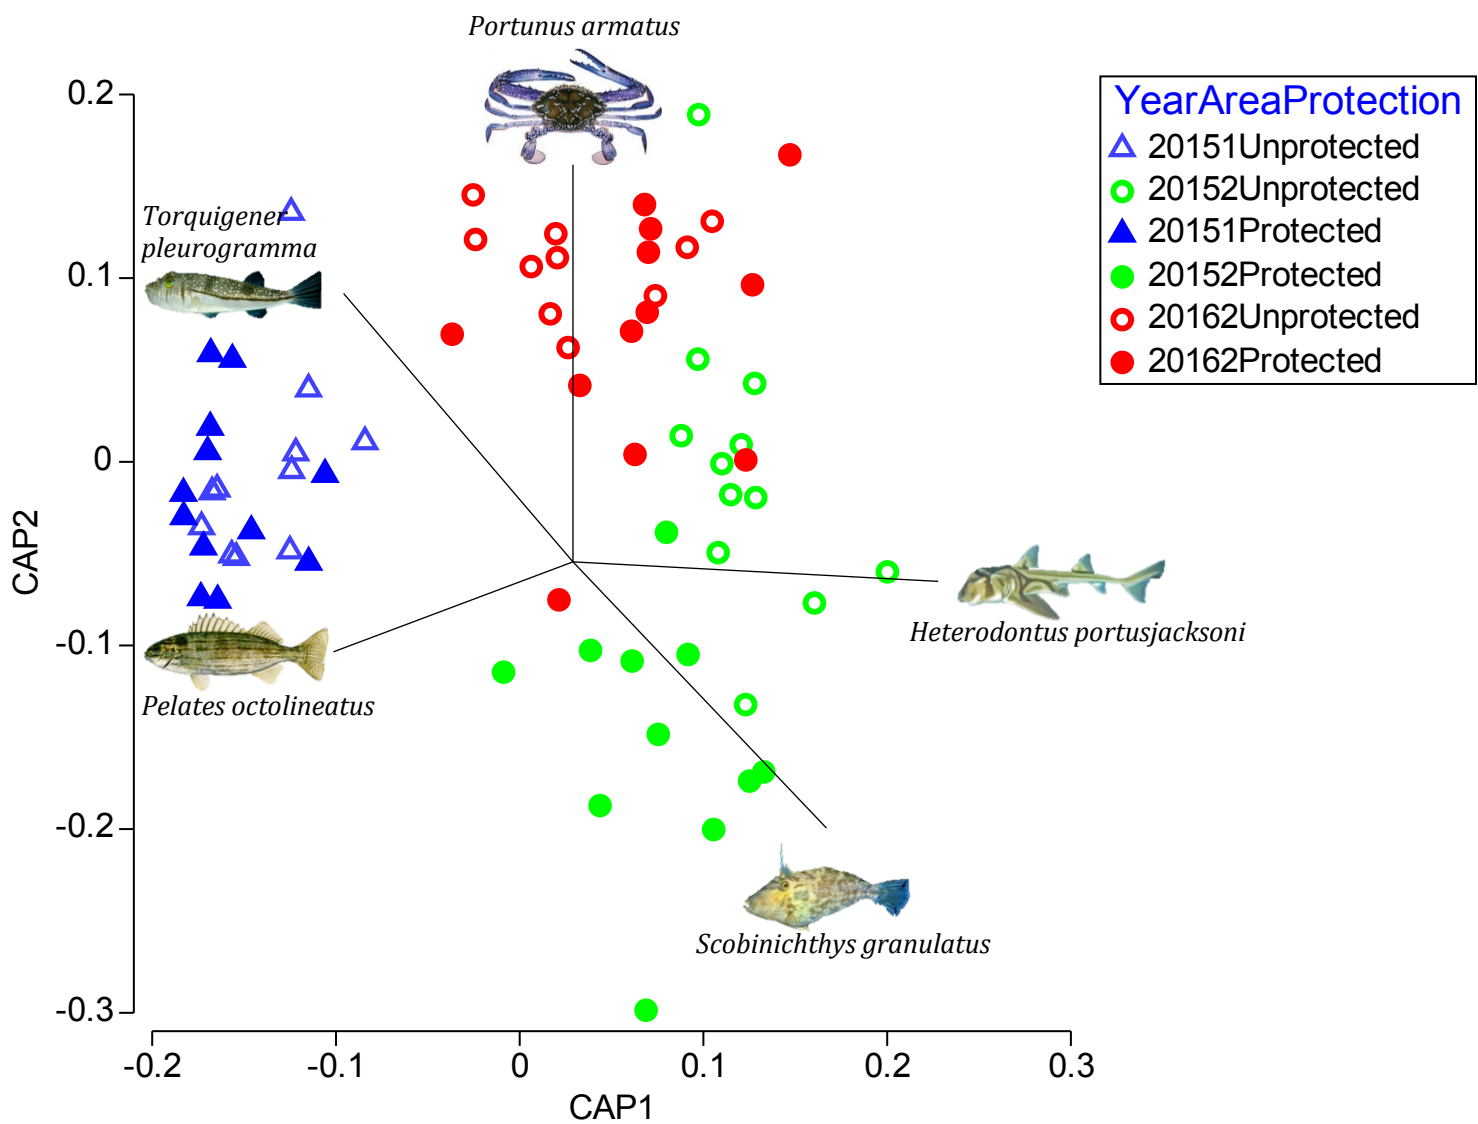 Portunus armatus
0.2
YearAreaProtection
20151Unprotected
20152Unprotected
20151Protected
20152Protected
20162Unprotected
20162Protected
Torquigener
pleurogramma
0.1
0
CAP2
-0.1
Heterodontus portusjacksoni
Pelates octolineatus
-0.2
Scobinichthys granulatus
-0.3
-0.2
-0.1
0
0.1
0.2
0.3
CAP1